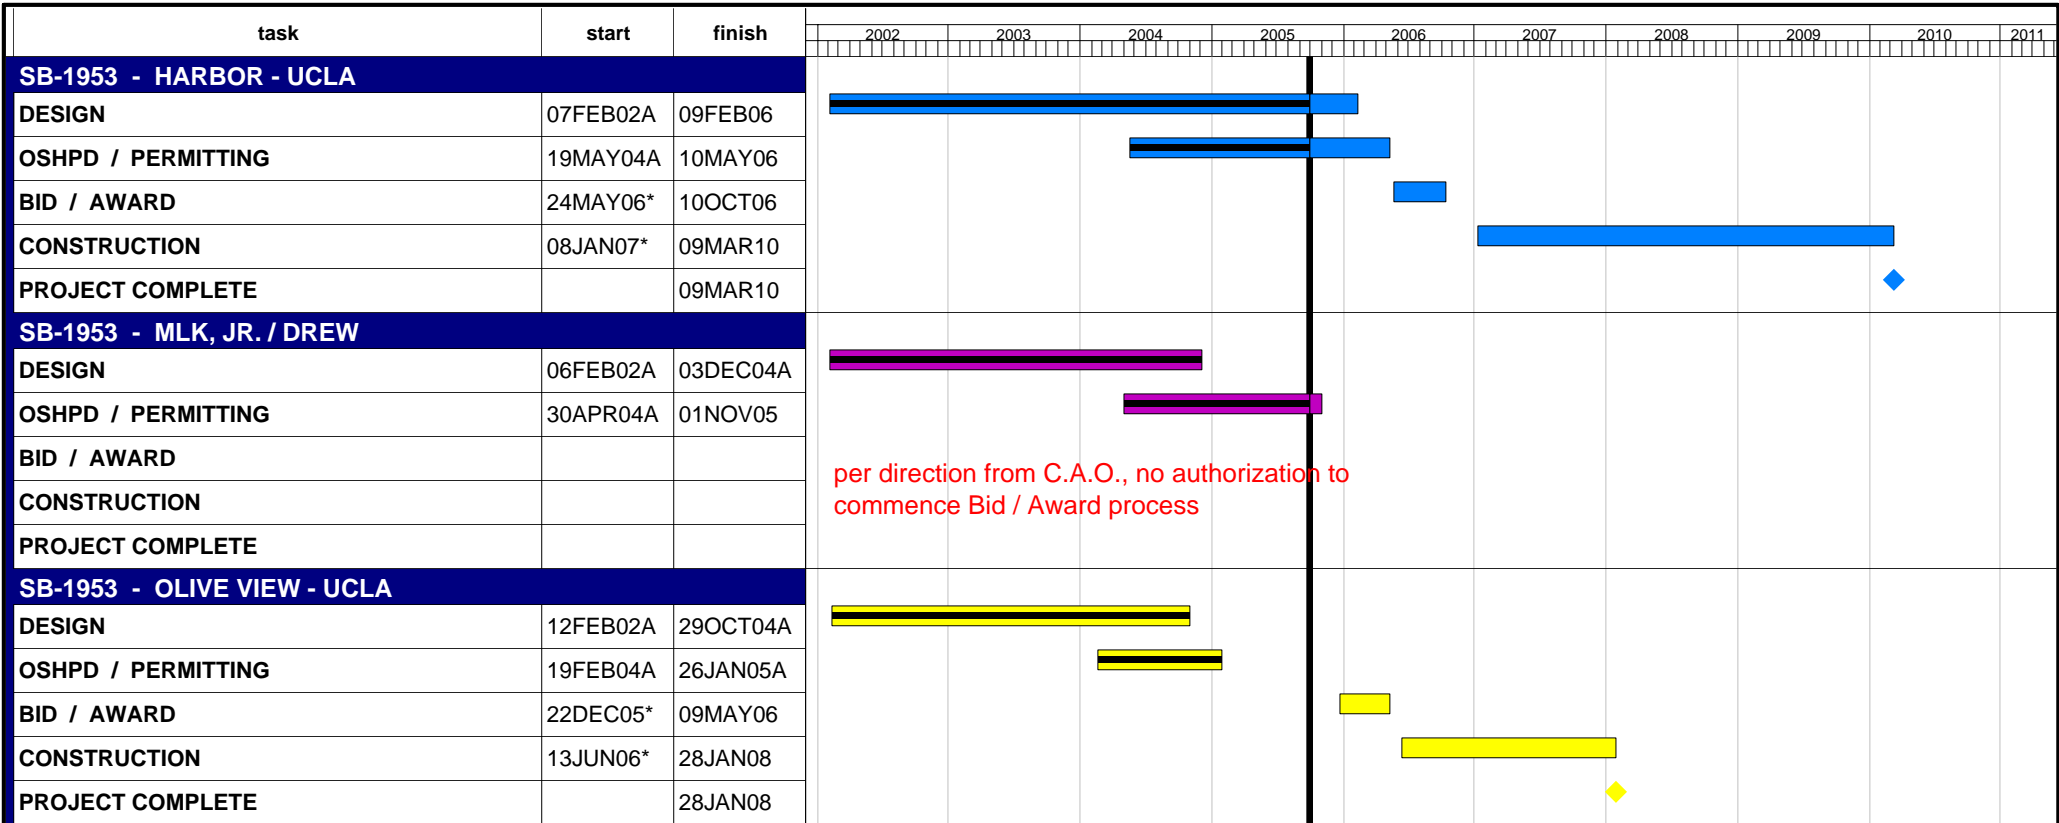 task start finish 2002 2003 2004 2005 2006 2007 2008 2009 2010 2011
SB-1953 - HARBOR - UCLA
DESIGN 07FEB02A 09FEB06
OSHPD / PERMITTING 19MAY04A 10MAY06
BID / AWARD 24MAY06* 10OCT06
CONSTRUCTION 08JAN07* 09MAR10
PROJECT COMPLETE 09MAR10
SB-1953 - MLK, JR. / DREW
DESIGN 06FEB02A 03DEC04A
OSHPD / PERMITTING 30APR04A 01NOV05
BID / AWARD
per direction from C.A.O., no authorization to
CONSTRUCTION
commence Bid / Award process
PROJECT COMPLETE
SB-1953 - OLIVE VIEW - UCLA
DESIGN 12FEB02A 29OCT04A
OSHPD / PERMITTING 19FEB04A 26JAN05A
BID / AWARD 22DEC05* 09MAY06
CONSTRUCTION 13JUN06* 28JAN08
PROJECT COMPLETE 28JAN08